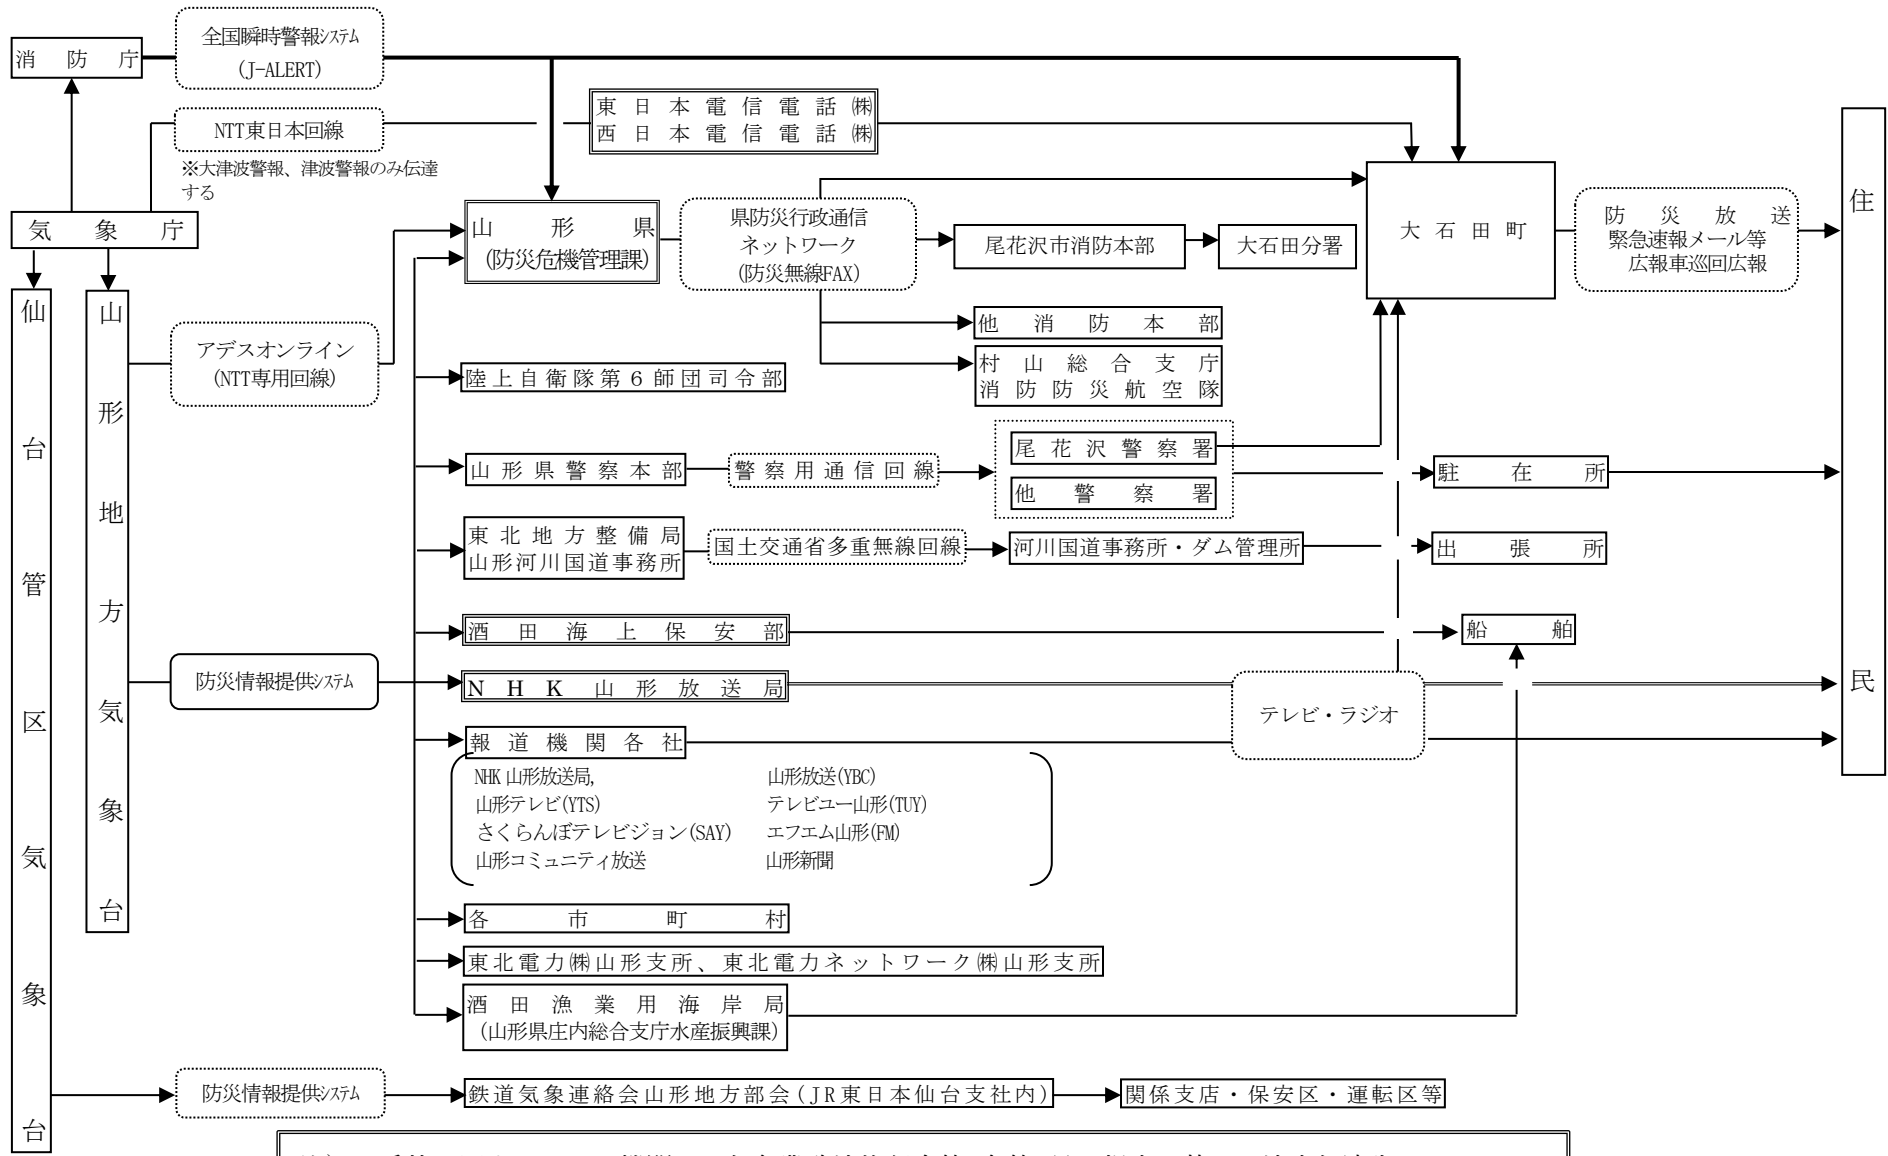 消防庁
全国瞬時警報ｼｽﾃﾑ
(J-ALERT)
NTT東日本回線
※大津波警報、津波警報のみ伝達
する
東日本電信電話㈱
西日本電信電話㈱
気象庁
仙台管区気象台
山形地方気象台
アデスオンライン
(NTT専用回線)
山形県
(防災危機管理課)
県防災行政通信
ネットワーク
(防災無線FAX)
尾花沢市消防本部
大石田分署
他消防本部
村山総合支庁
消防防災航空隊
大石田町
防災放送
緊急速報メール等
広報車巡回広報
住民
陸上自衛隊第６師団司令部
山形県警察本部
警察用通信回線
尾花沢警察署
他警察署
駐在所
東北地方整備局
山形河川国道事務所
国土交通省多重無線回線
河川国道事務所・ダム管理所
出張所
酒田海上保安部
船舶
防災情報提供ｼｽﾃﾑ
ＮＨＫ山形放送局
テレビ・ラジオ
報道機関各社
NHK 山形放送局,
山形放送(YBC)
山形テレビ(YTS)
テレビユー山形(TUY)
さくらんぼテレビジョン(SAY)
エフエム山形(FM)
山形コミュニティ放送
山形新聞
各市町村
東北電力㈱山形支所、東北電力ネットワーク㈱山形支所
酒田漁業用海岸局
(山形県庄内総合支庁水産振興課)
防災情報提供ｼｽﾃﾑ
鉄道気象連絡会山形地方部会(JR東日本仙台支社内)
関係支店・保安区・運転区等